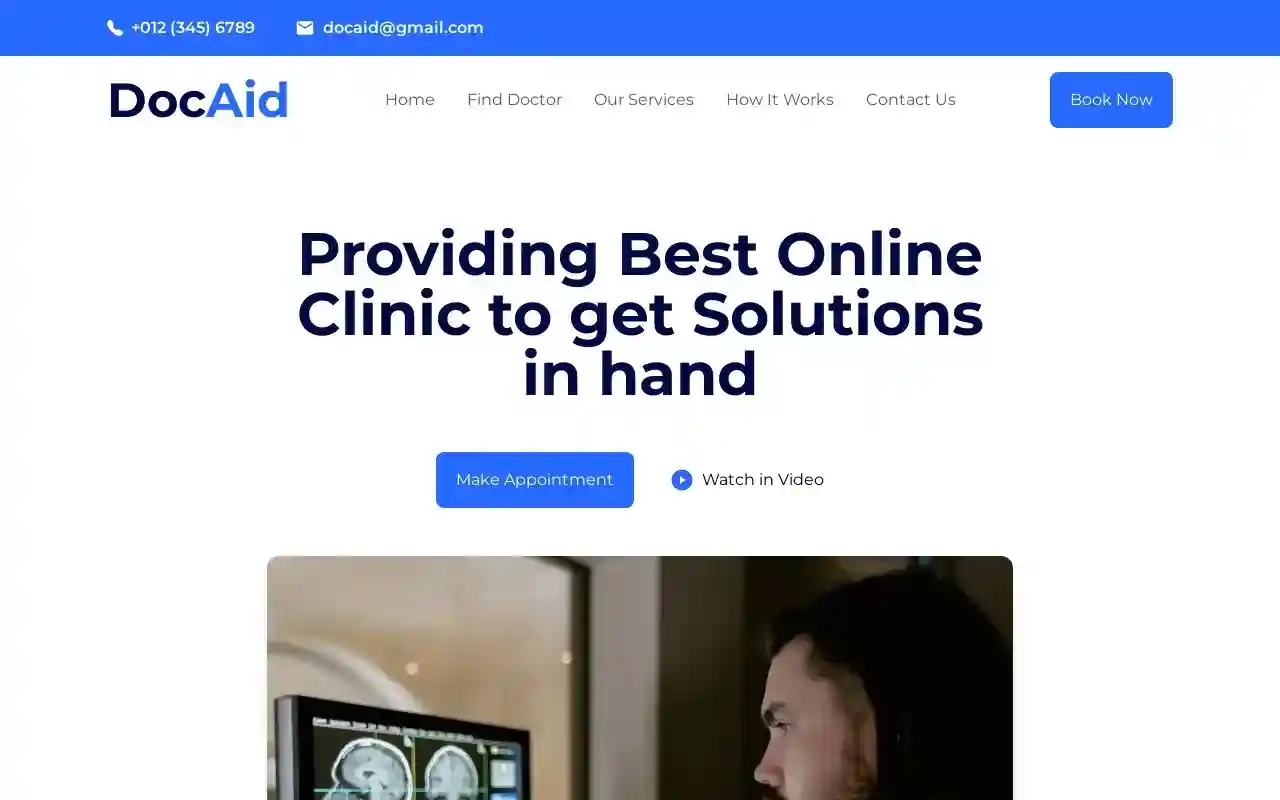 +012 (345) 6789
docaid@gmail.com
DocAid
Home
Find Doctor
Our Services
How It Works
Contact Us
Book Now
Providing Best Online
Clinic to get Solutions
in hand
Make Appointment
Watch in Video